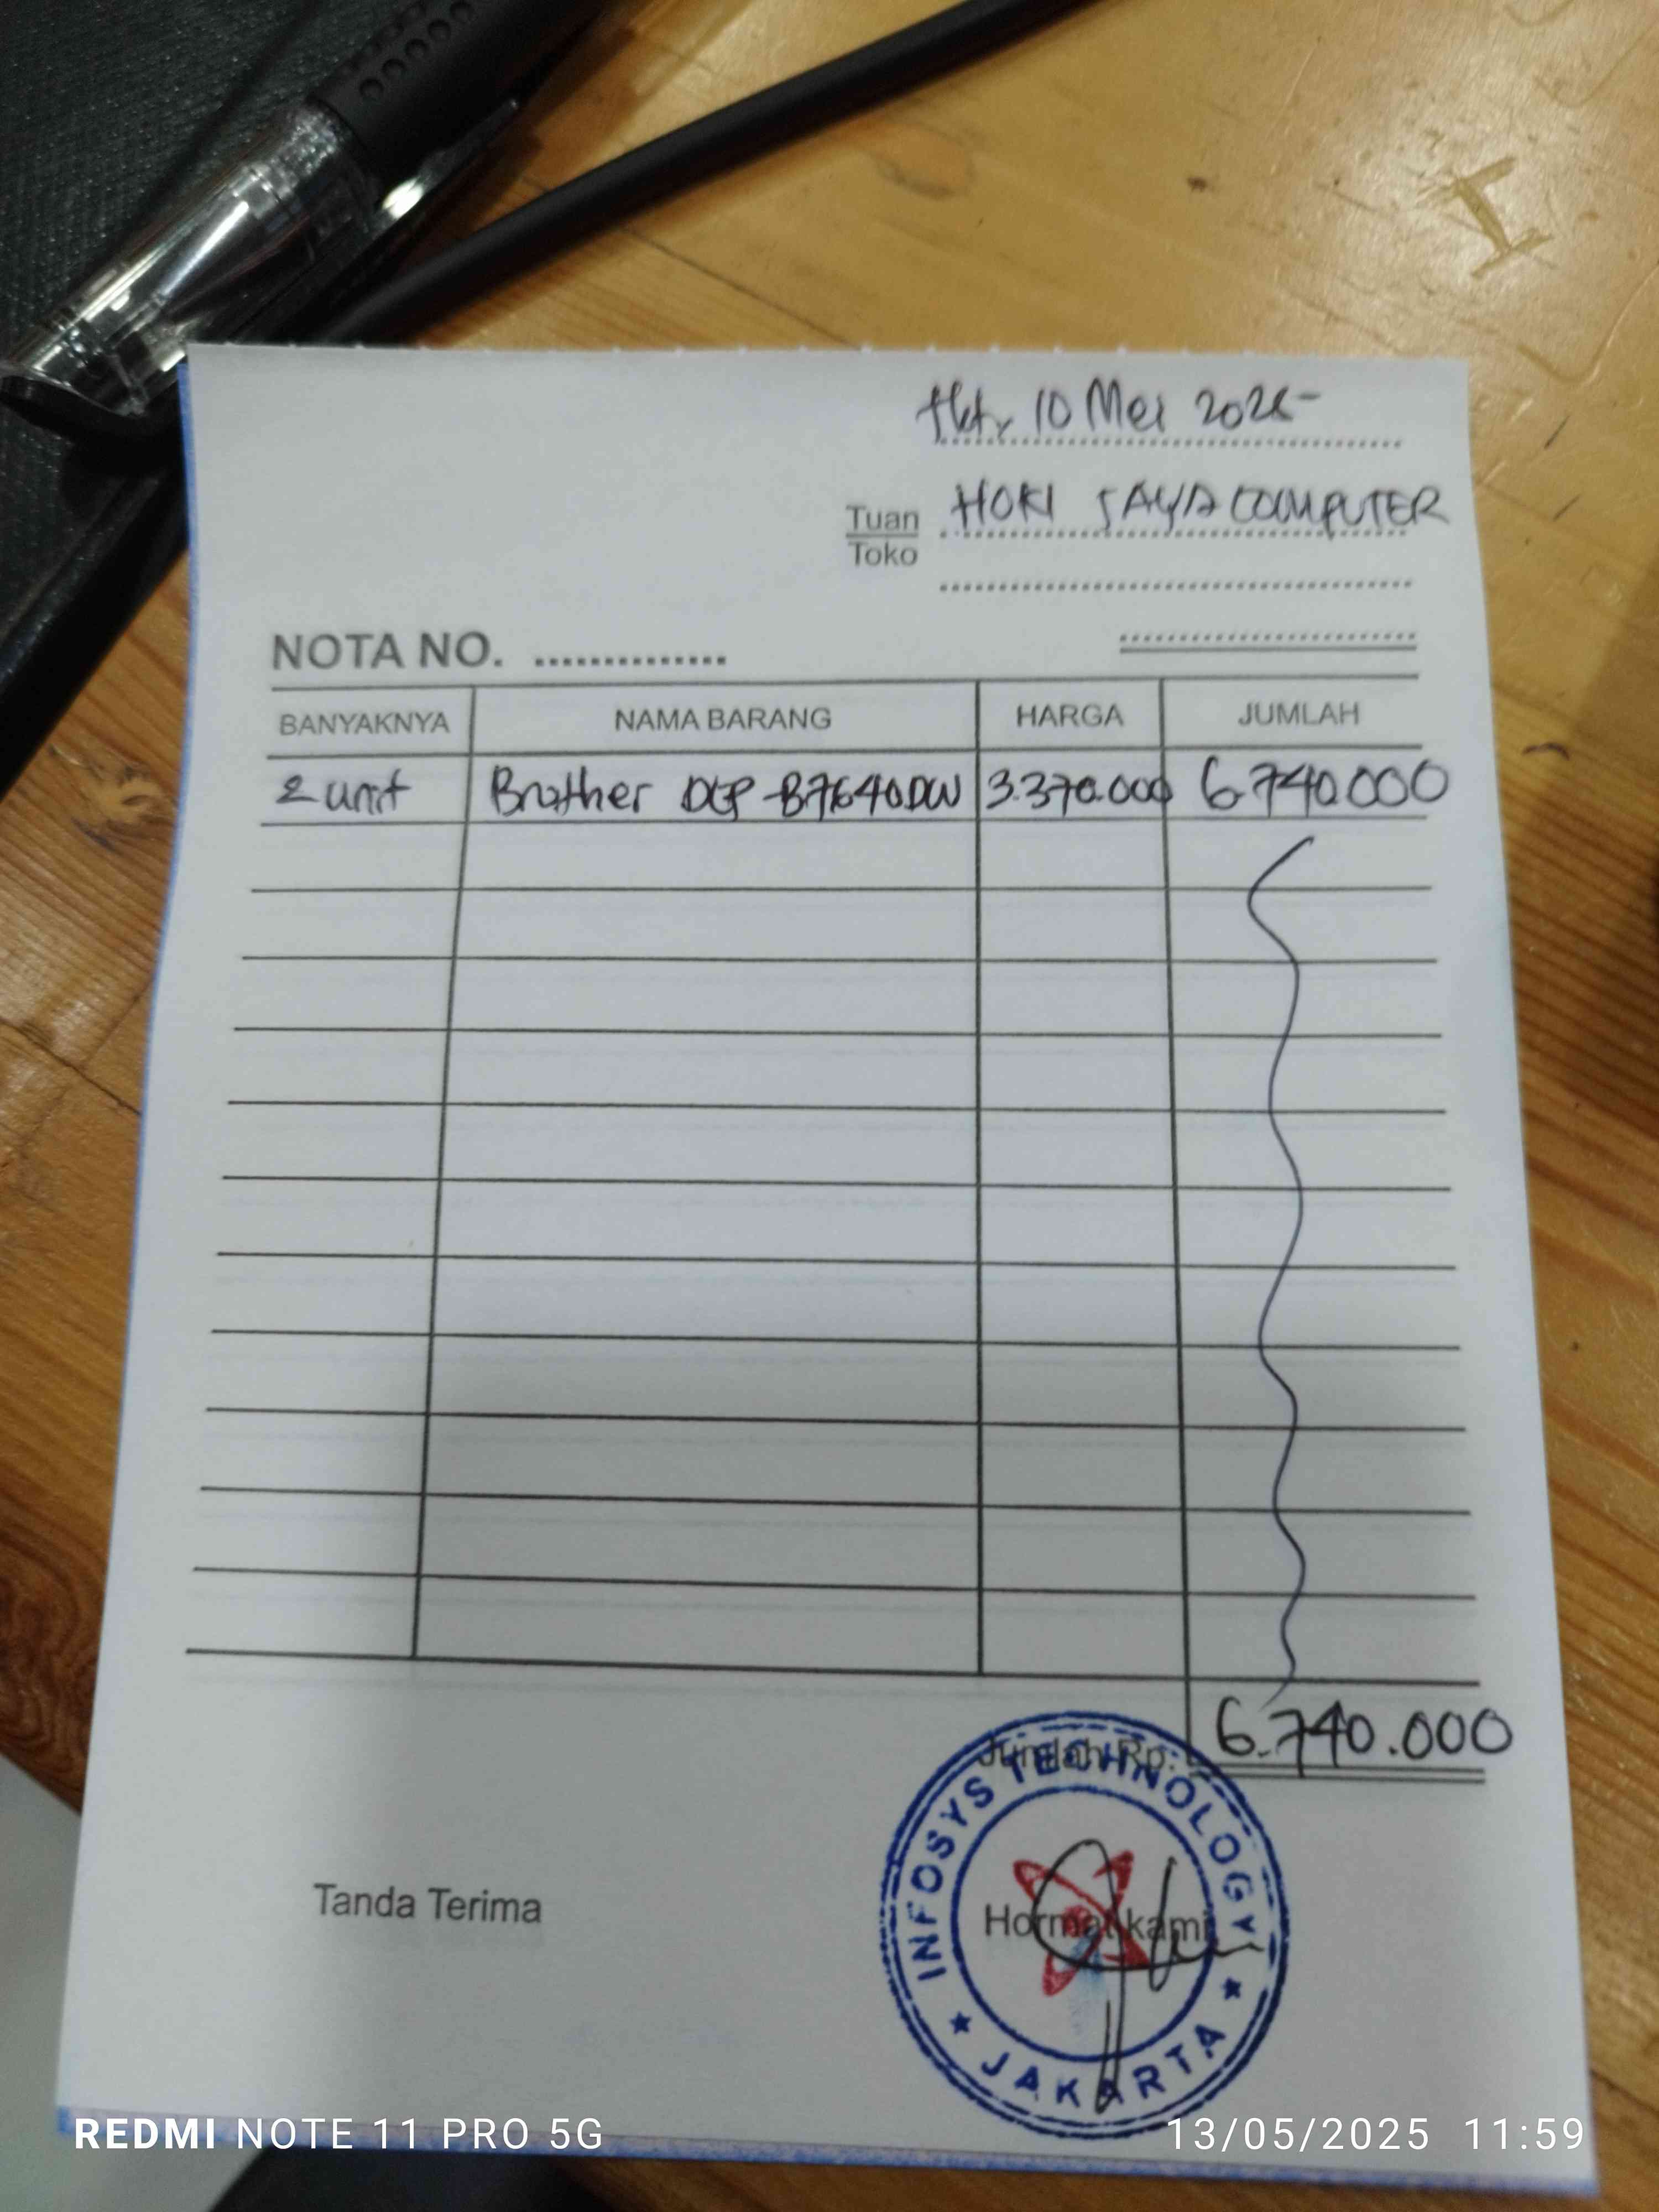 Jkt, 10 Mei 2025
Tuan HOKI JAYA COMPUTER
Toko
NOTA NO.
BANYAKNYA NAMA BARANG HARGA JUMLAH
2 unit Brother DCP-B7640DW 3.370.000 6.740.000
Jumlah Rp. 6.740.000
Tanda Terima Hormat kami,
INFOSYS TECHNOLOGY
JAKARTA
REDMI NOTE 11 PRO 5G 13/05/2025 11:59